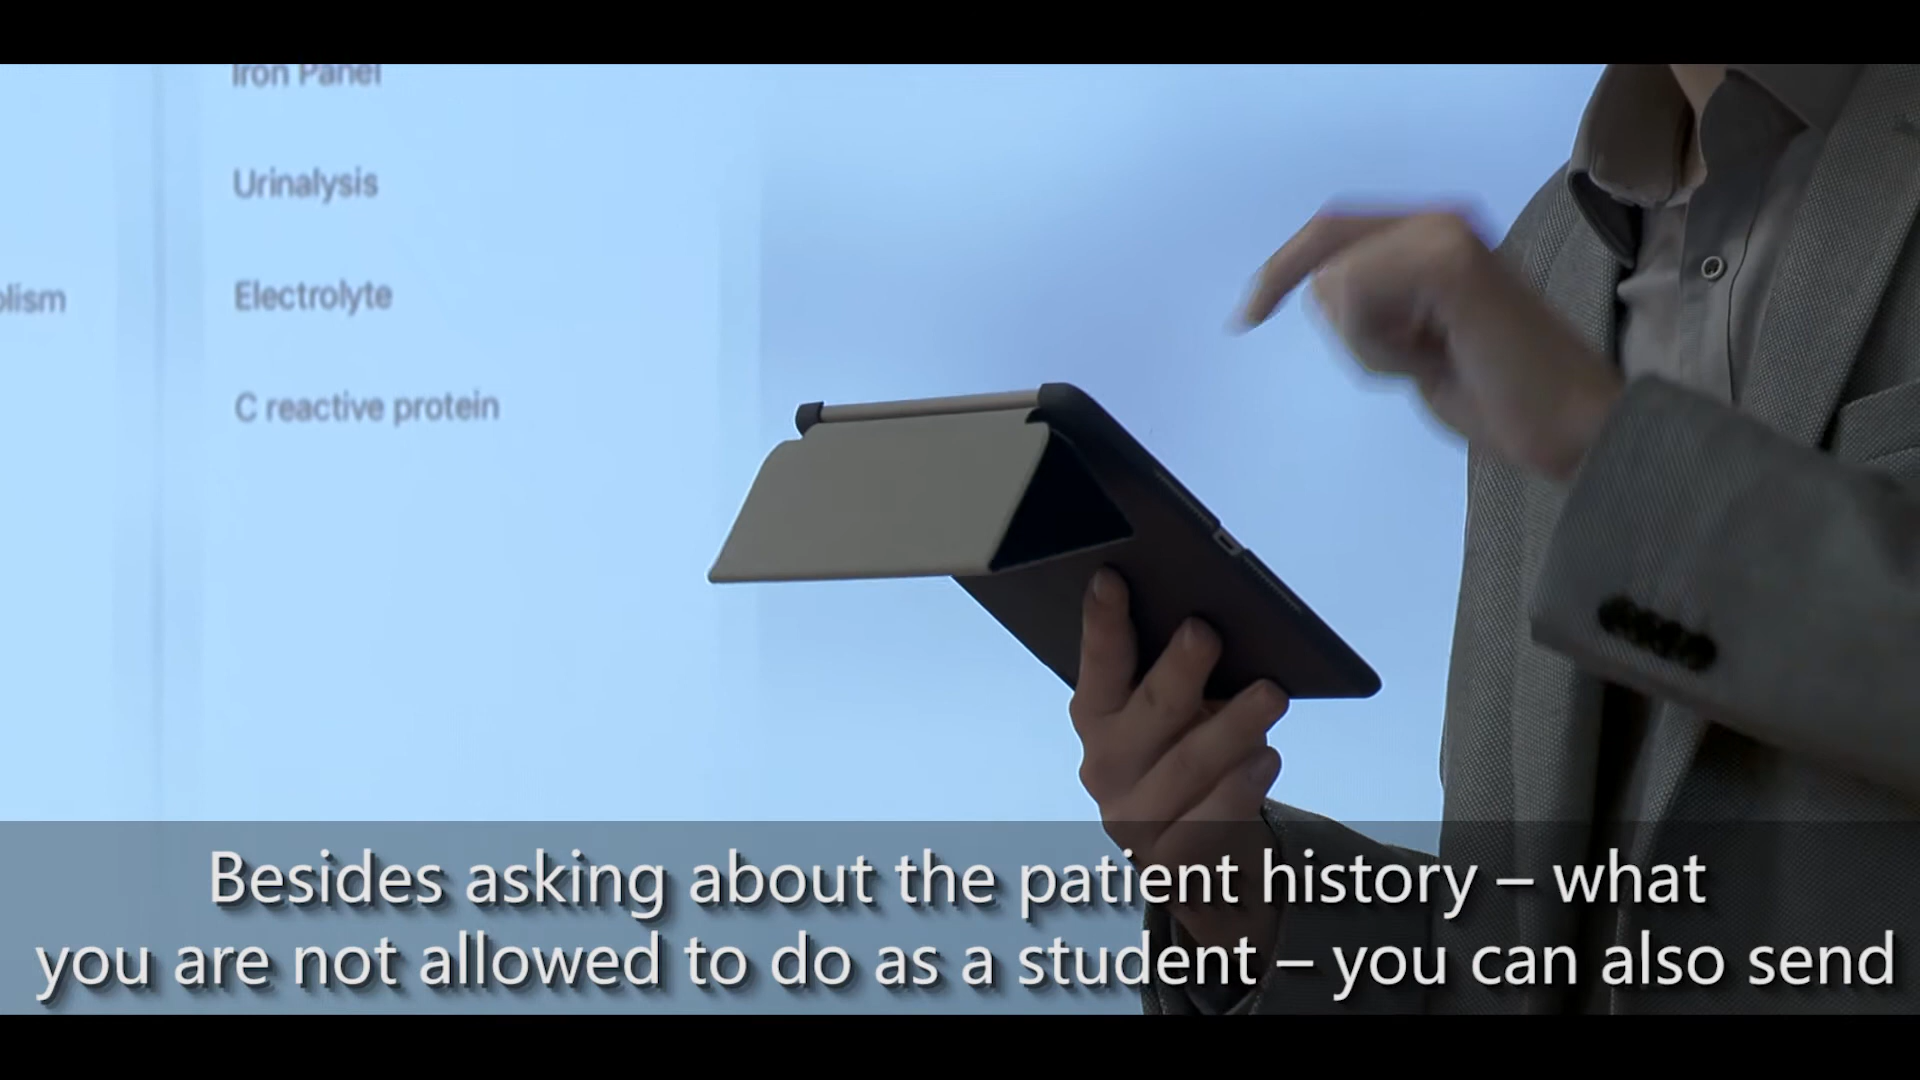 Iron Panel
Urinalysis
Electrolyte
C reactive protein
Besides asking about the patient history – what
you are not allowed to do as a student – you can also send